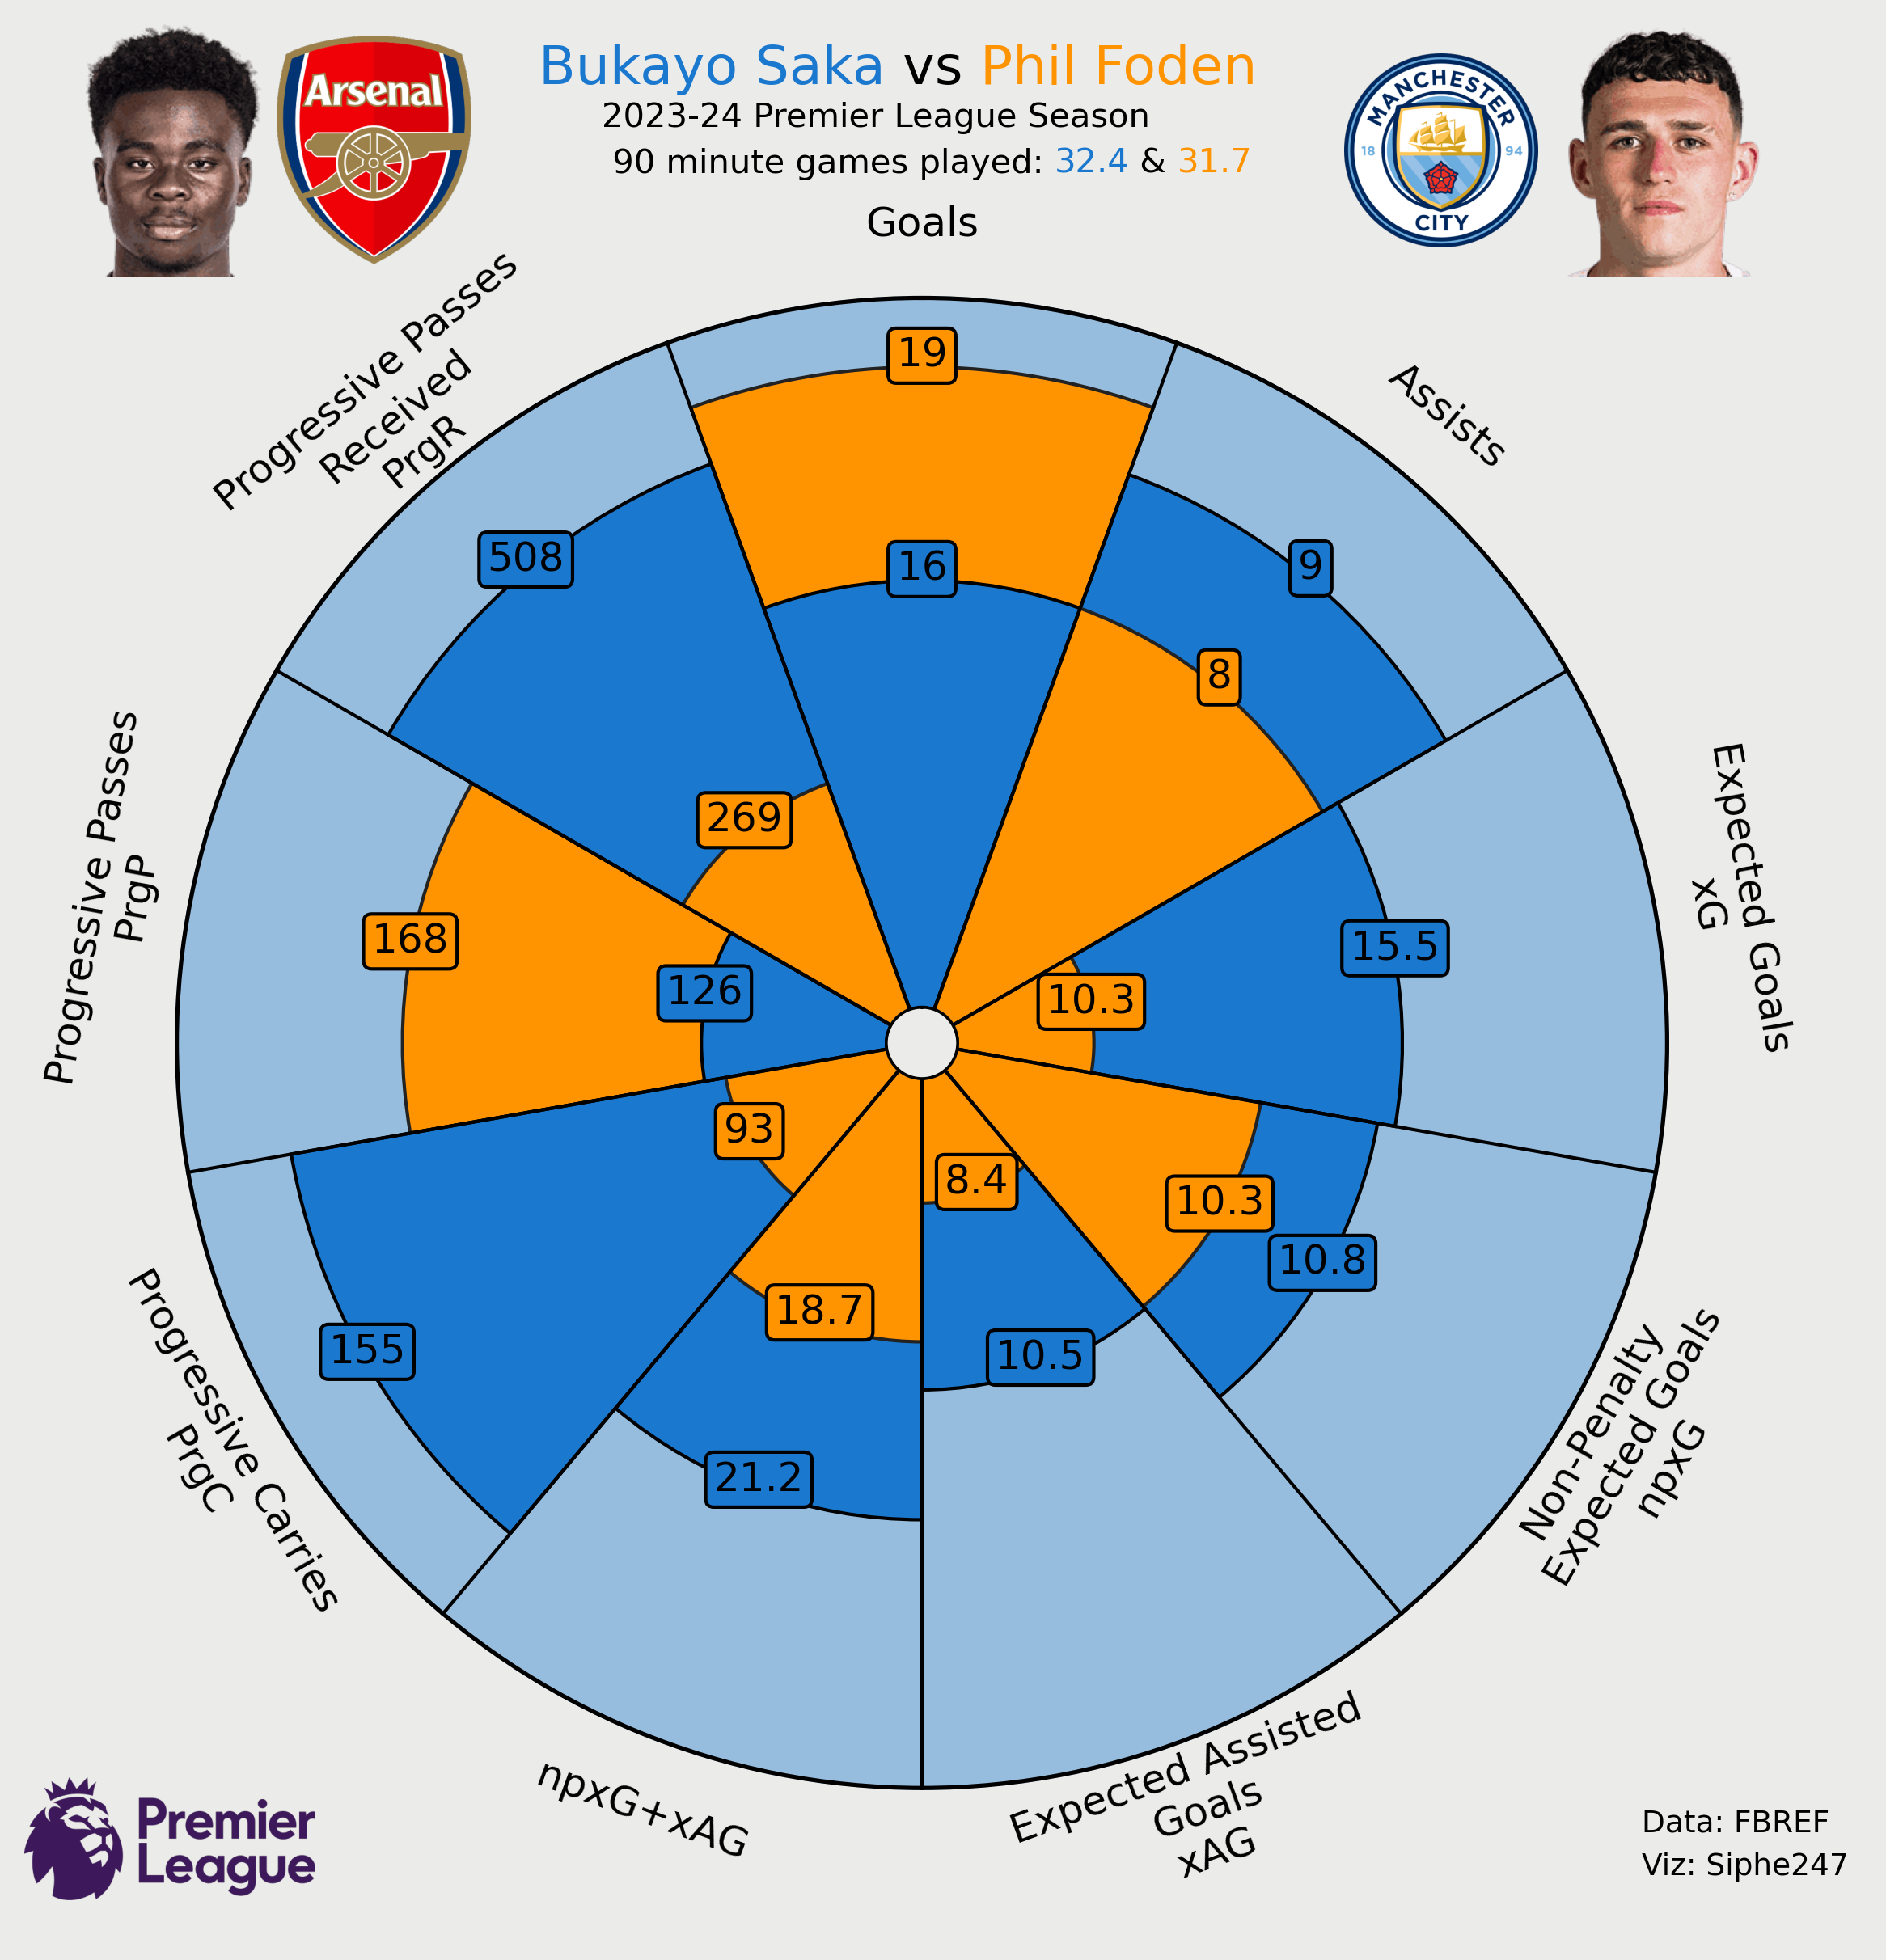 Bukayo Saka vs Phil Foden
2023-24 Premier League Season
90 minute games played: 32.4 & 31.7
Arsenal
MANCHESTER
18 94
CITY
Goals
19
16
Assists
9
8
Expected Goals
xG
15.5
10.3
Non-Penalty
Expected Goals
npxG
10.3
10.8
Expected Assisted
Goals
xAG
8.4
10.5
npxG+xAG
18.7
21.2
Progressive Carries
PrgC
93
155
Progressive Passes
PrgP
168
126
Progressive Passes
Received
PrgR
508
269
Premier
League
Data: FBREF
Viz: Siphe247